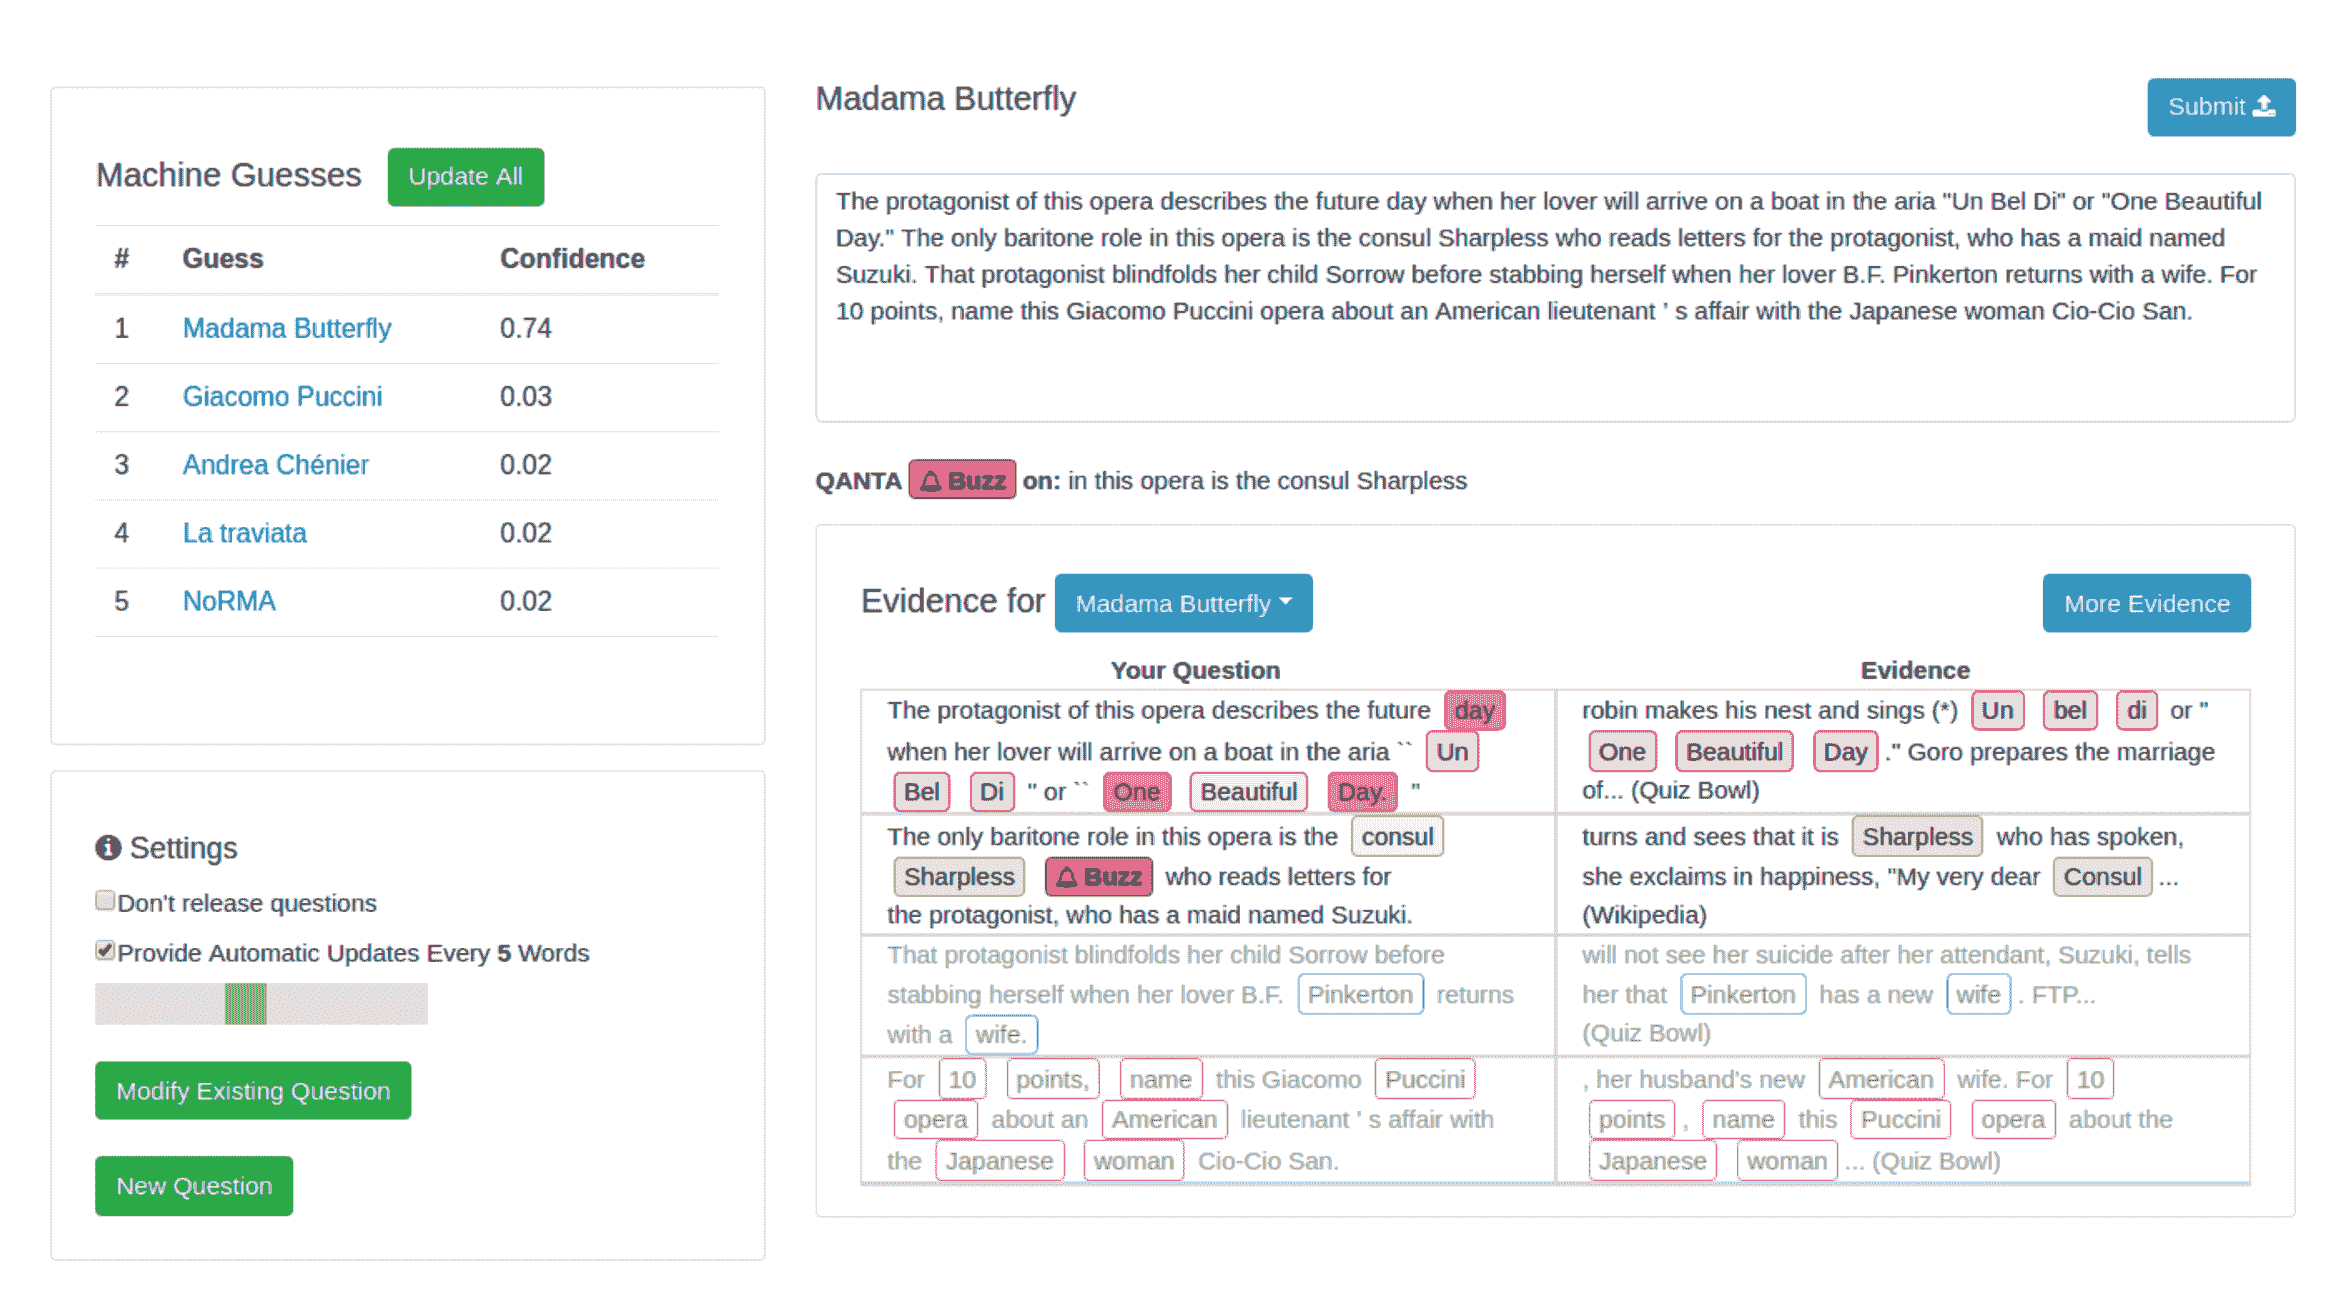 Machine Guesses Update All
# Guess Confidence
1 Madama Butterfly 0.74
2 Giacomo Puccini 0.03
3 Andrea Chénier 0.02
4 La traviata 0.02
5 NoRMA 0.02
Settings
Don't release questions
Provide Automatic Updates Every 5 Words
Modify Existing Question
New Question
Madama Butterfly
Submit
The protagonist of this opera describes the future day when her lover will arrive on a boat in the aria "Un Bel Di" or "One Beautiful
Day." The only baritone role in this opera is the consul Sharpless who reads letters for the protagonist, who has a maid named
Suzuki. That protagonist blindfolds her child Sorrow before stabbing herself when her lover B.F. Pinkerton returns with a wife. For
10 points, name this Giacomo Puccini opera about an American lieutenant ' s affair with the Japanese woman Cio-Cio San.
QANTA Buzz on: in this opera is the consul Sharpless
Evidence for Madama Butterfly
More Evidence
Your Question
The protagonist of this opera describes the future day
when her lover will arrive on a boat in the aria `` Un
Bel Di " or `` One Beautiful Day. "
The only baritone role in this opera is the consul
Sharpless Buzz who reads letters for
the protagonist, who has a maid named Suzuki.
That protagonist blindfolds her child Sorrow before
stabbing herself when her lover B.F. Pinkerton returns
with a wife.
For 10 points, name this Giacomo Puccini
opera about an American lieutenant ' s affair with
the Japanese woman Cio-Cio San.
Evidence
robin makes his nest and sings (*) Un bel di or "
One Beautiful Day ." Goro prepares the marriage
of... (Quiz Bowl)
turns and sees that it is Sharpless who has spoken,
she exclaims in happiness, "My very dear Consul ...
(Wikipedia)
will not see her suicide after her attendant, Suzuki, tells
her that Pinkerton has a new wife . FTP...
(Quiz Bowl)
, her husband's new American wife. For 10
points , name this Puccini opera about the
Japanese woman ... (Quiz Bowl)